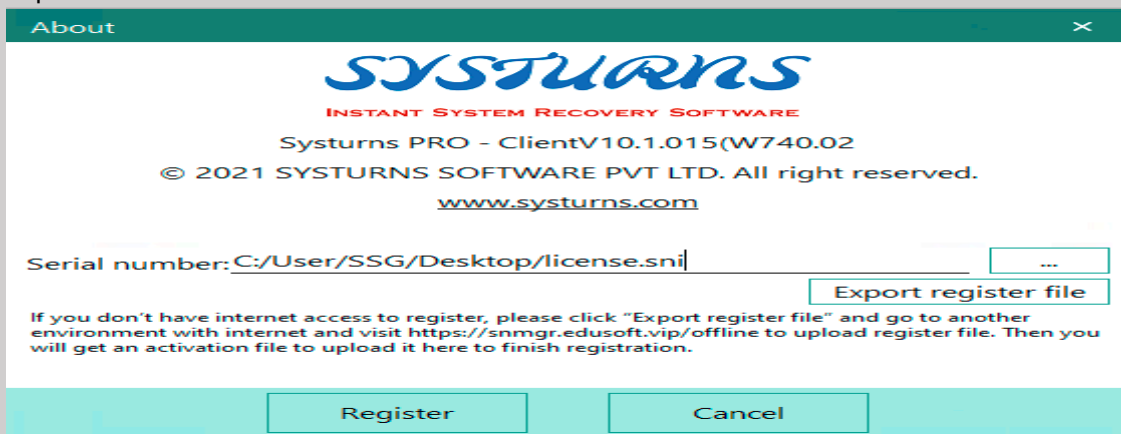 About
SYSTURNS
INSTANT SYSTEM RECOVERY SOFTWARE
Systurns PRO - ClientV10.1.015(W740.02
© 2021 SYSTURNS SOFTWARE PVT LTD. All right reserved.
www.systurns.com
Serial number: C:/User/SSG/Desktop/license.sni ...
Export register file
If you don't have internet access to register, please click “Export register file” and go to another
environment with internet and visit https://snmgr.edusoft.vip/offline to upload register file. Then you
will get an activation file to upload it here to finish registration.
Register Cancel